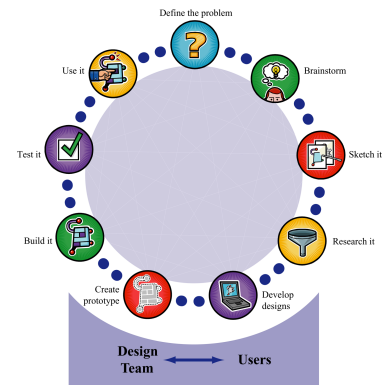 Define the problem
Brainstorm
Sketch it
Research it
Develop
designs
Create
prototype
Build it
Test it
Use it
Design
Team
Users